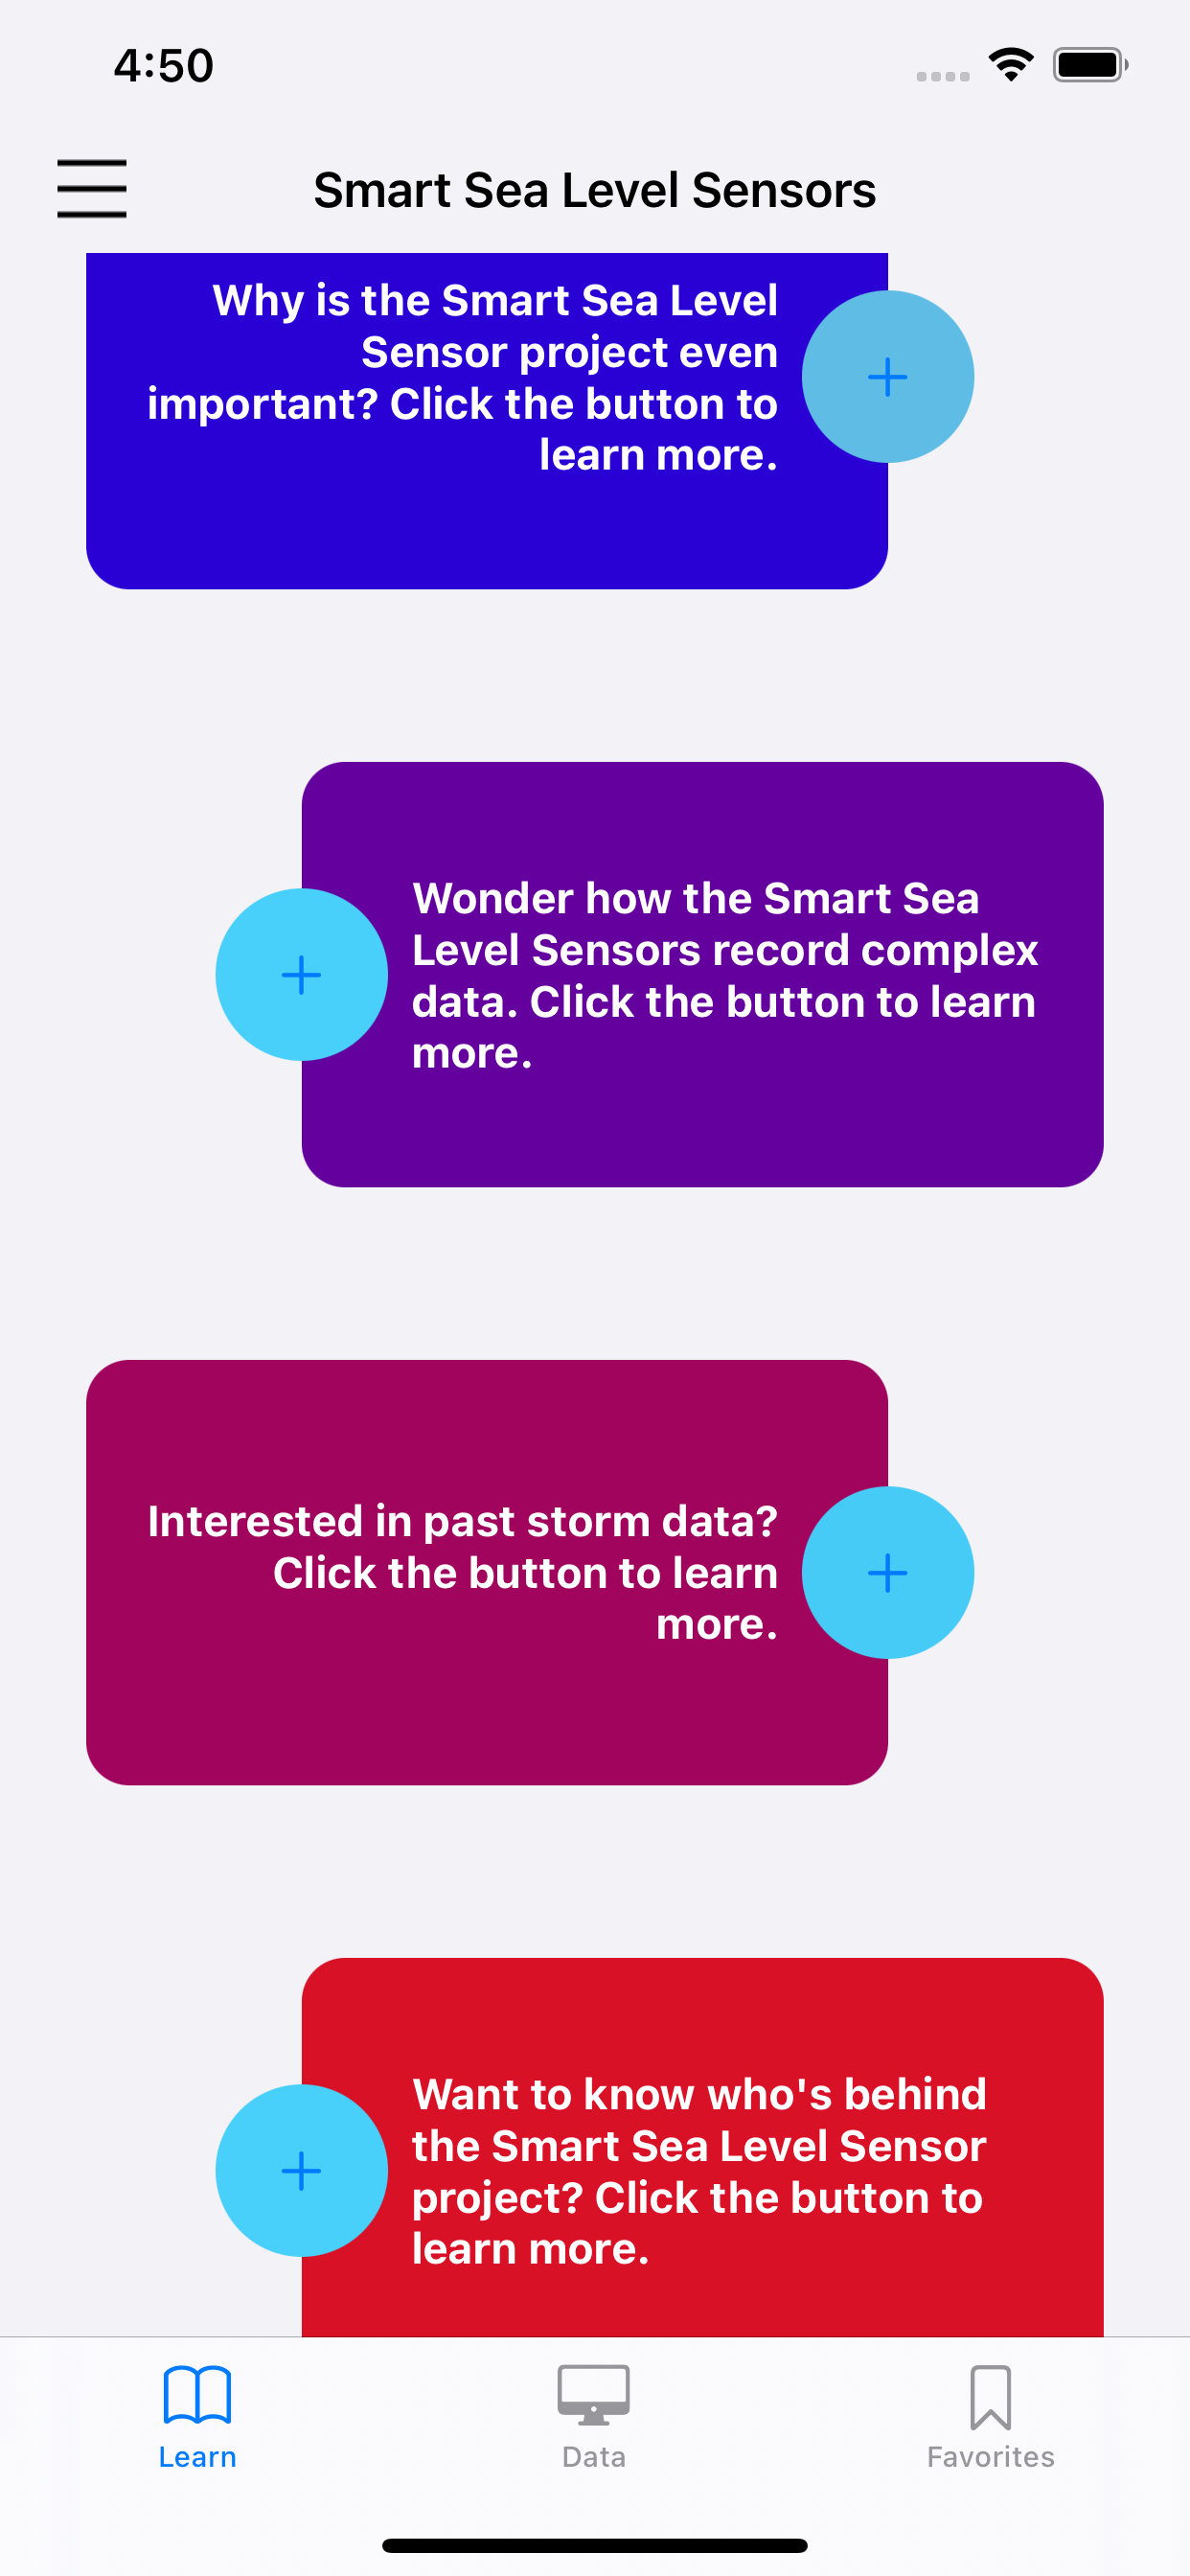 4:50
Smart Sea Level Sensors
Why is the Smart Sea Level
Sensor project even
important? Click the button to
learn more.
Wonder how the Smart Sea
Level Sensors record complex
data. Click the button to learn
more.
Interested in past storm data?
Click the button to learn
more.
Want to know who's behind
the Smart Sea Level Sensor
project? Click the button to
learn more.
Learn
Data
Favorites